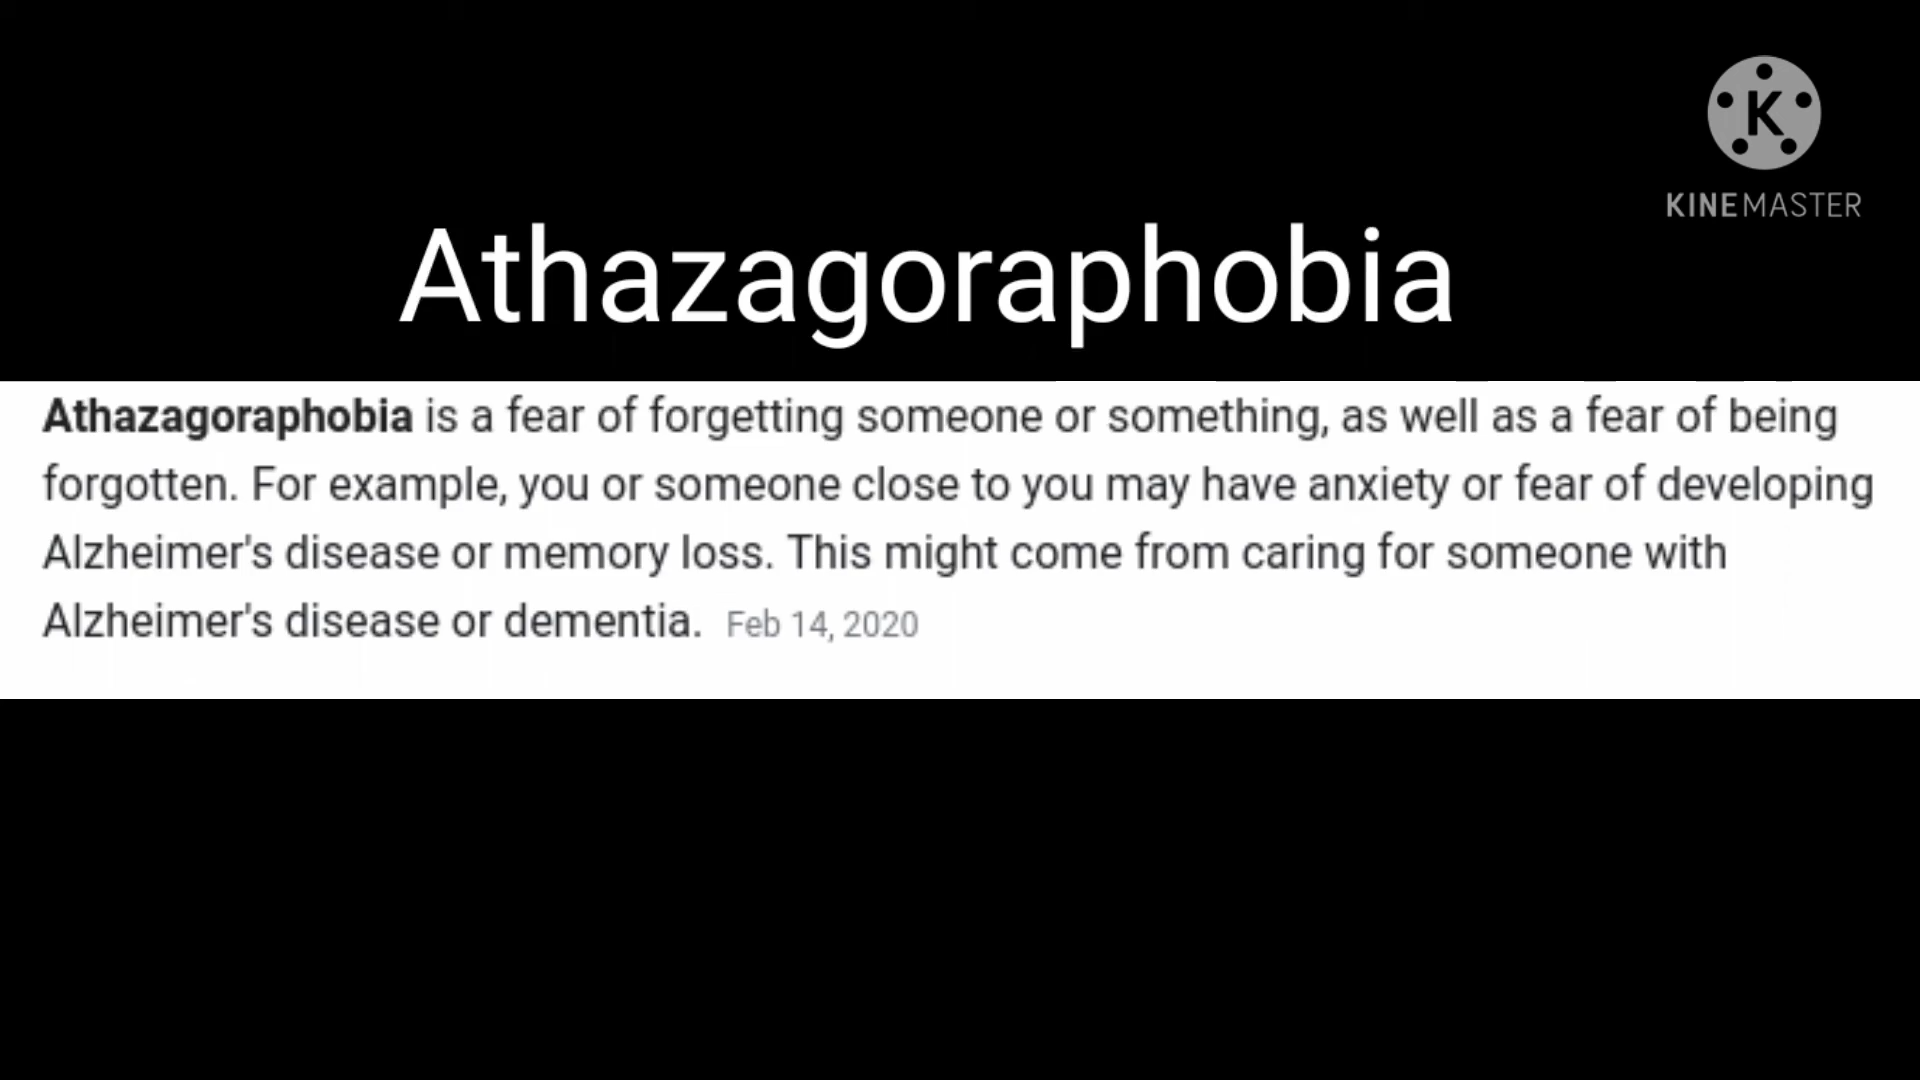 K
KINEMASTER
Athazagoraphobia
Athazagoraphobia is a fear of forgetting someone or something, as well as a fear of being
forgotten. For example, you or someone close to you may have anxiety or fear of developing
Alzheimer's disease or memory loss. This might come from caring for someone with
Alzheimer's disease or dementia. Feb 14, 2020